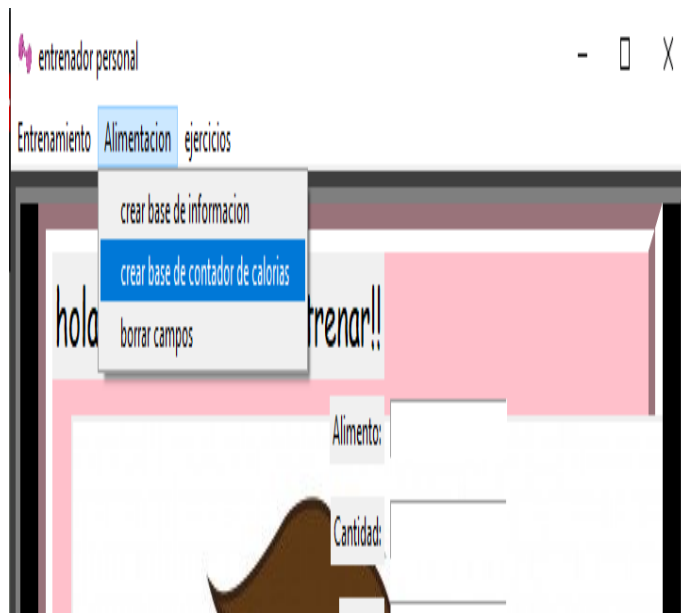 entrenador personal
Entrenamiento Alimentacion ejercicios
crear base de informacion
crear base de contador de calorias
borrar campos
hola trenar!!
Alimento:
Cantidad: